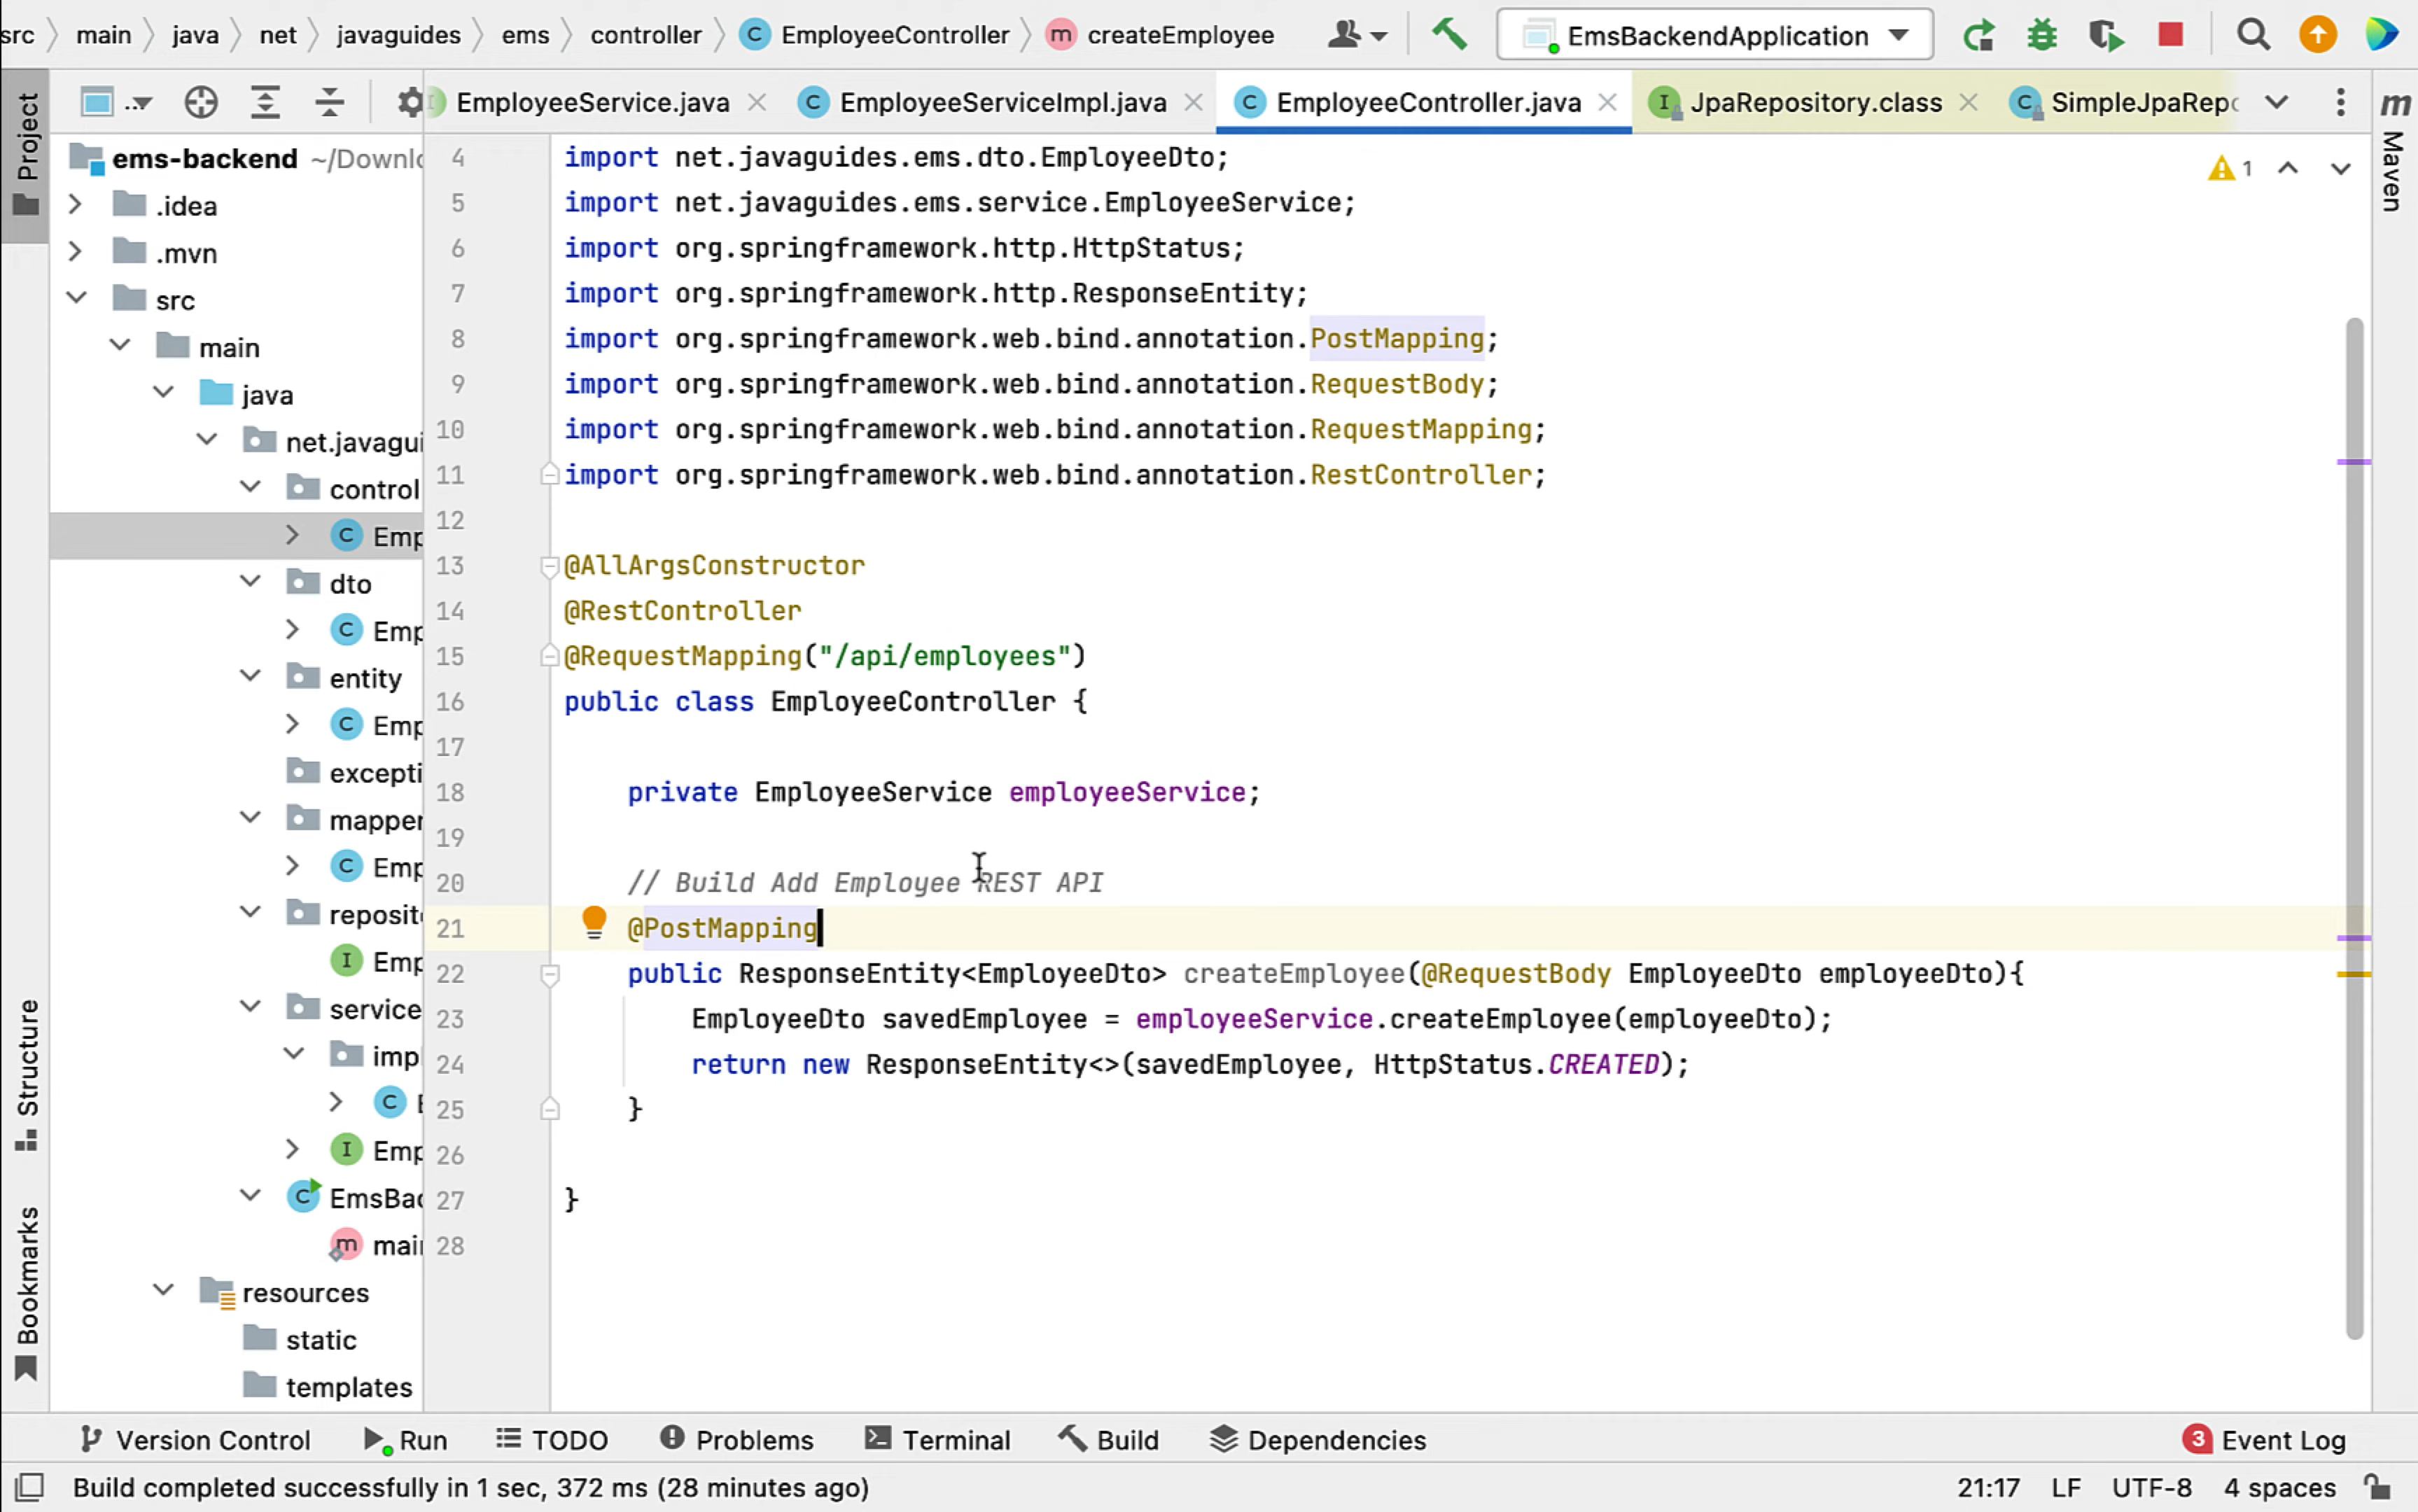 src main java net javaguides ems controller EmployeeController createEmployee EmsBackendApplication
EmployeeService.java EmployeeServiceImpl.java EmployeeController.java JpaRepository.class SimpleJpaRepo
Project
Structure
Bookmarks
Maven
ems-backend ~/Downlo
.idea
.mvn
src
main
java
net.javagui
control
Emp
dto
Emp
entity
Emp
excepti
mapper
Emp
reposit
Emp
service
impl
E
Emp
EmsBac
mai
resources
static
templates
1
4 import net.javaguides.ems.dto.EmployeeDto;
5 import net.javaguides.ems.service.EmployeeService;
6 import org.springframework.http.HttpStatus;
7 import org.springframework.http.ResponseEntity;
8 import org.springframework.web.bind.annotation.PostMapping;
9 import org.springframework.web.bind.annotation.RequestBody;
10 import org.springframework.web.bind.annotation.RequestMapping;
11 import org.springframework.web.bind.annotation.RestController;
12
13 @AllArgsConstructor
14 @RestController
15 @RequestMapping("/api/employees")
16 public class EmployeeController {
17
18 private EmployeeService employeeService;
19
20 // Build Add Employee REST API
21 @PostMapping
22 public ResponseEntity<EmployeeDto> createEmployee(@RequestBody EmployeeDto employeeDto){
23 EmployeeDto savedEmployee = employeeService.createEmployee(employeeDto);
24 return new ResponseEntity<>(savedEmployee, HttpStatus.CREATED);
25 }
26
27 }
28
Version Control Run TODO Problems Terminal Build Dependencies 3 Event Log
Build completed successfully in 1 sec, 372 ms (28 minutes ago) 21:17 LF UTF-8 4 spaces